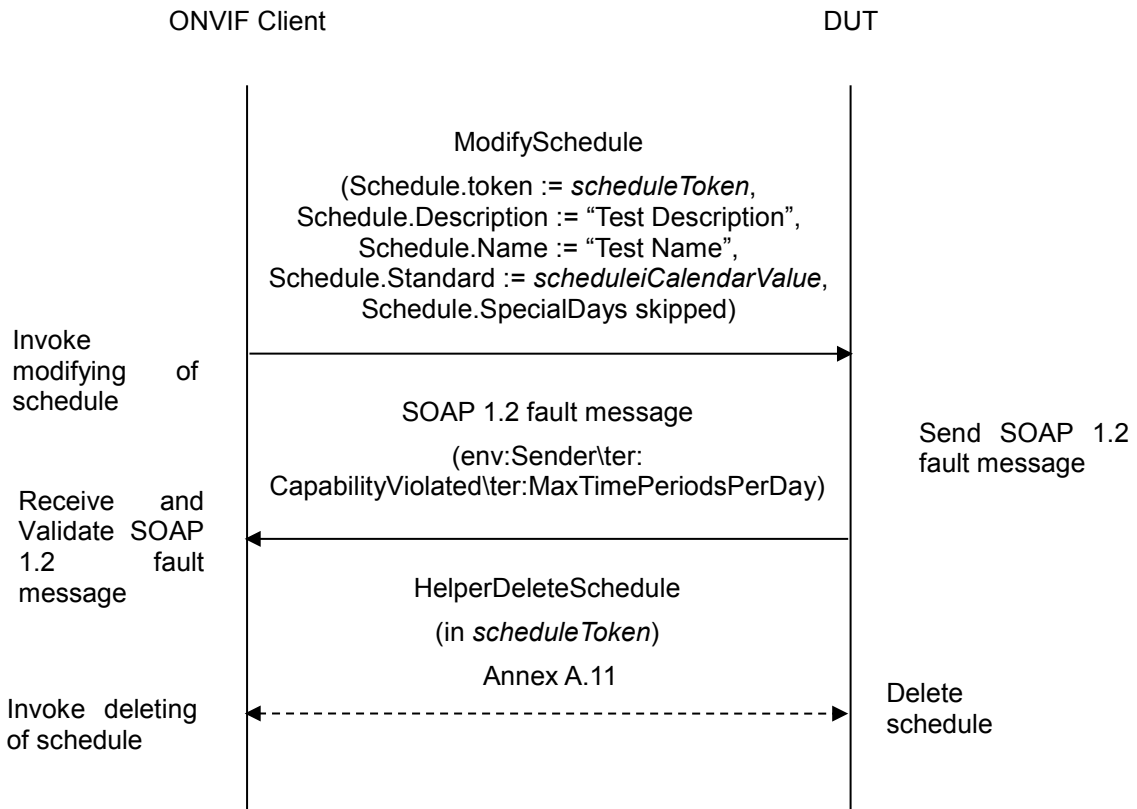 ONVIF Client
DUT
ModifySchedule
(Schedule.token := scheduleToken,
Schedule.Description := “Test Description”,
Schedule.Name := “Test Name”,
Schedule.Standard := scheduleiCalendarValue,
Schedule.SpecialDays skipped)
Invoke
modifying of
schedule
SOAP 1.2 fault message
(env:Sender\ter:
CapabilityViolated\ter:MaxTimePeriodsPerDay)
Send SOAP 1.2
fault message
Receive and
Validate SOAP
1.2 fault
message
HelperDeleteSchedule
(in scheduleToken)
Annex A.11
Invoke deleting
of schedule
Delete
schedule